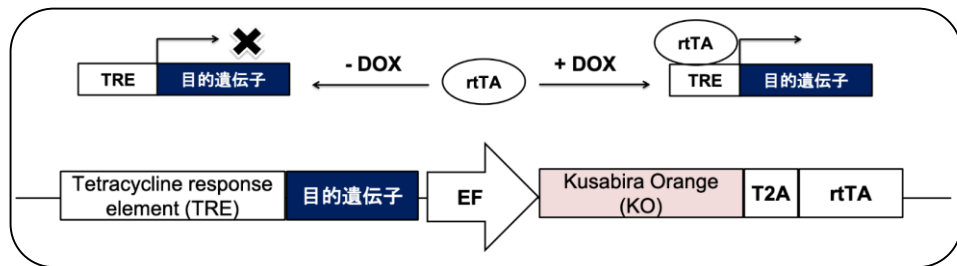 rtTA
TRE
目的遺伝子
- DOX
rtTA
+ DOX
TRE
目的遺伝子
Tetracycline response
element (TRE)
目的遺伝子
EF
Kusabira Orange
(KO)
T2A
rtTA